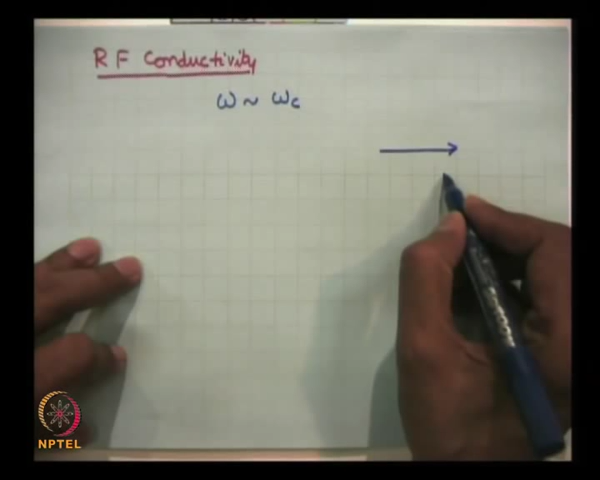 RF Conductivity
ω ~ ωc
NPTEL